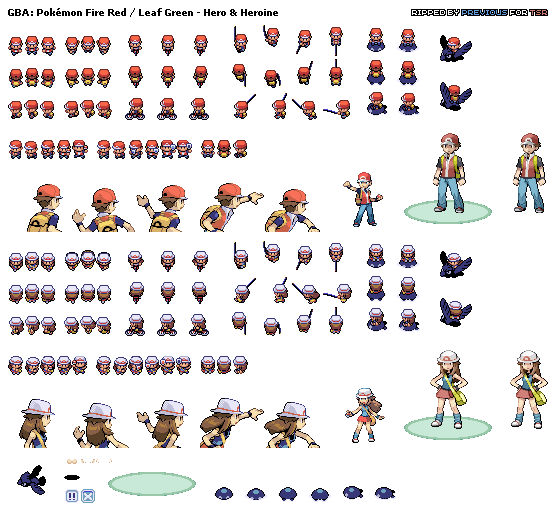 GBA: Pokémon Fire Red / Leaf Green - Hero & Heroine
RIPPED BY PREVIOUS FOR TSR